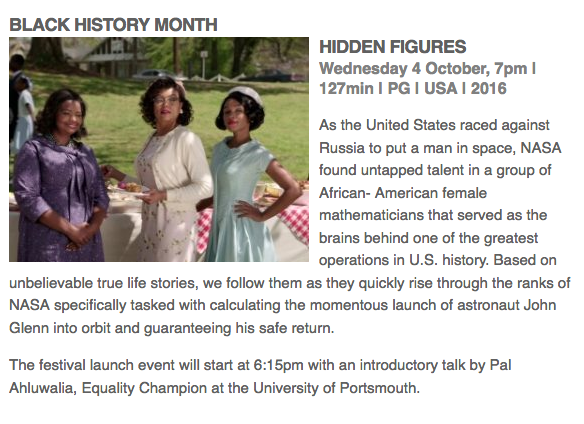 BLACK HISTORY MONTH
HIDDEN FIGURES
Wednesday 4 October, 7pm I
127min I PG I USA I 2016
As the United States raced against
Russia to put a man in space, NASA
found untapped talent in a group of
African- American female
mathematicians that served as the
brains behind one of the greatest
operations in U.S. history. Based on
unbelievable true life stories, we follow them as they quickly rise through the ranks of
NASA specifically tasked with calculating the momentous launch of astronaut John
Glenn into orbit and guaranteeing his safe return.
The festival launch event will start at 6:15pm with an introductory talk by Pal
Ahluwalia, Equality Champion at the University of Portsmouth.